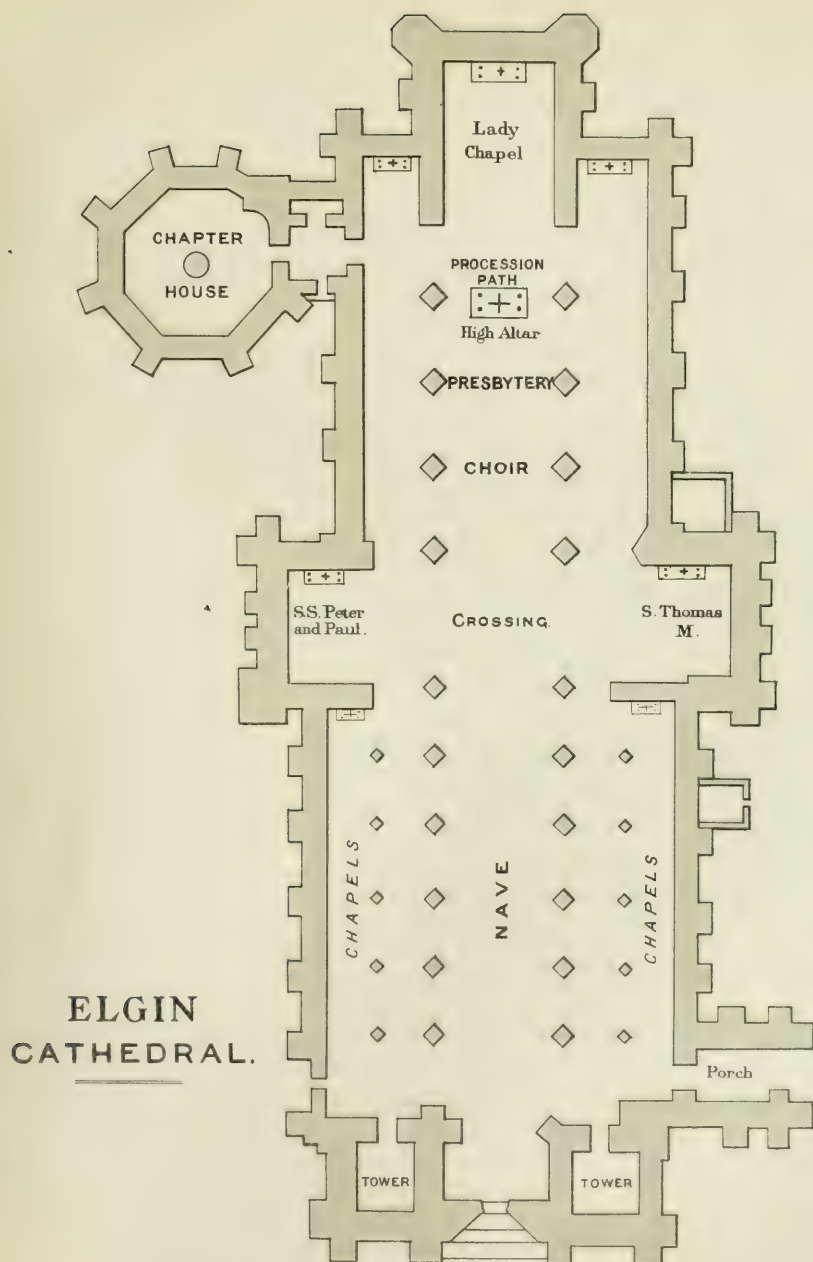 Lady
Chapel
CHAPTER
HOUSE
PROCESSION
PATH
High Altar
PRESBYTERY
CHOIR
S.S. Peter
and Paul.
CROSSING.
S. Thomas
M.
CHAPELS
NAVE
CHAPELS
ELGIN
CATHEDRAL.
Porch
TOWER
TOWER